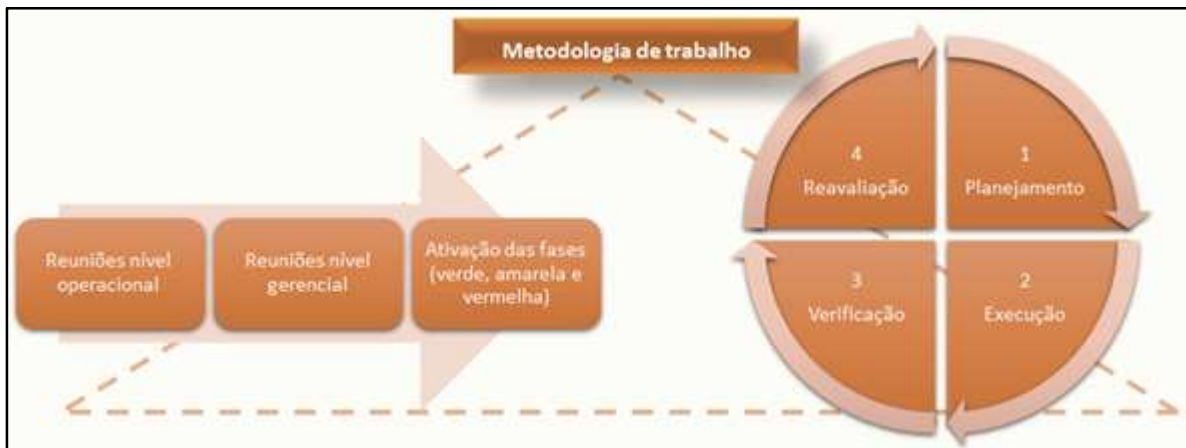 Metodologia de trabalho
Reuniões nível
operacional
Reuniões nível
gerencial
Ativação das fases
(verde, amarela e
vermelha)
4
Reavaliação
1
Planejamento
3
Verificação
2
Execução